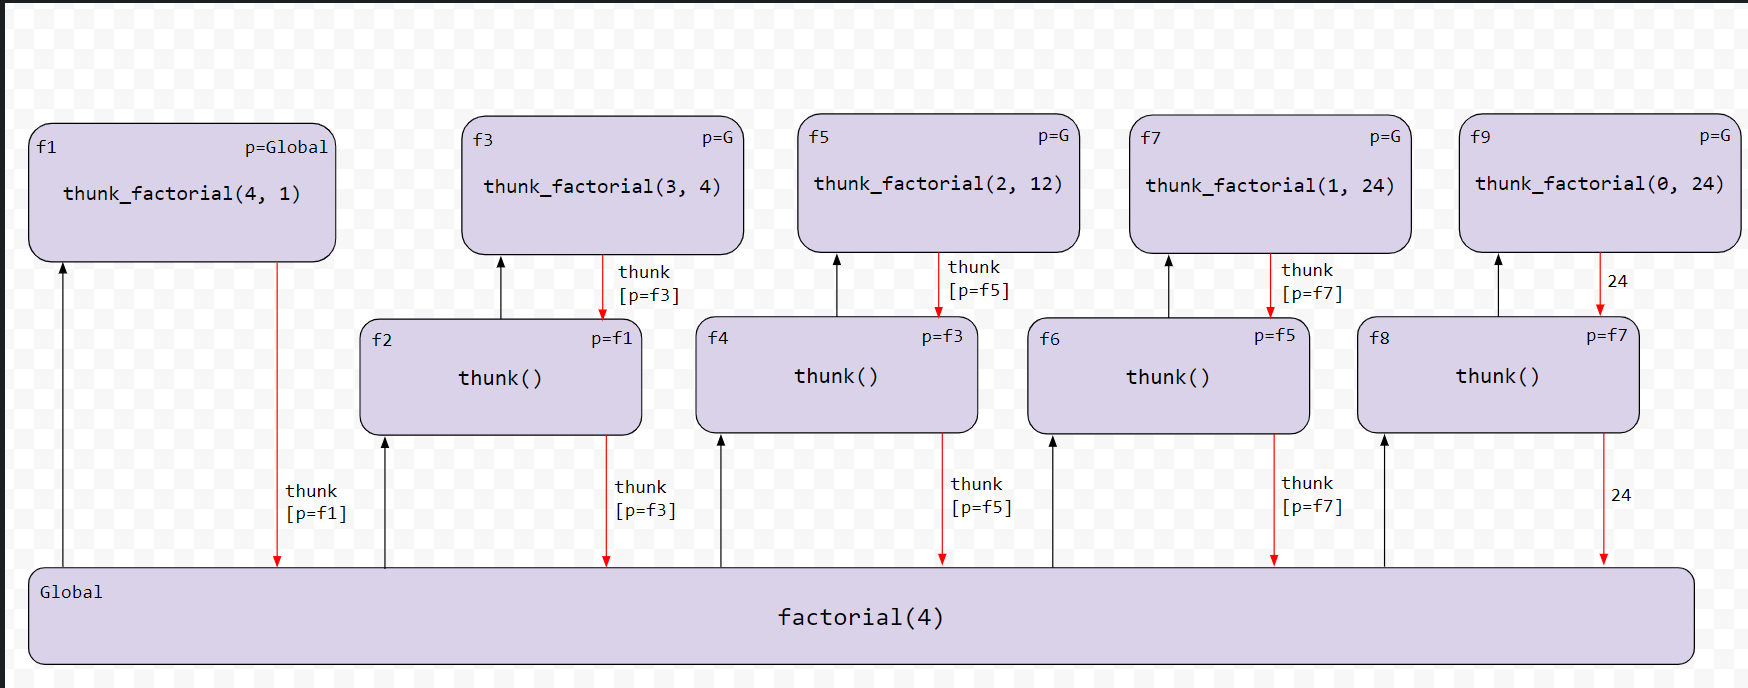 f1 p=Global
thunk_factorial(4, 1)
f3 p=G
thunk_factorial(3, 4)
f5 p=G
thunk_factorial(2, 12)
f7 p=G
thunk_factorial(1, 24)
f9 p=G
thunk_factorial(0, 24)
thunk
[p=f3]
thunk
[p=f5]
thunk
[p=f7]
24
f2 p=f1
thunk()
f4 p=f3
thunk()
f6 p=f5
thunk()
f8 p=f7
thunk()
thunk
[p=f1]
thunk
[p=f3]
thunk
[p=f5]
thunk
[p=f7]
24
Global
factorial(4)